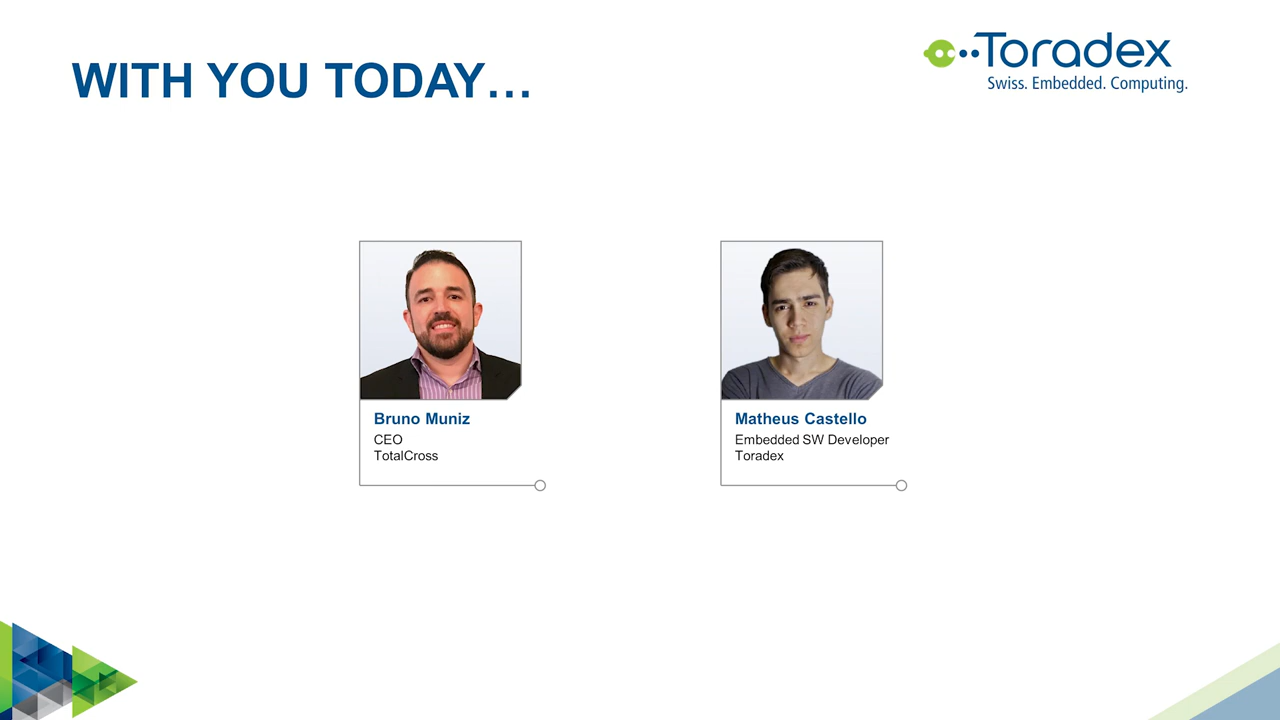 WITH YOU TODAY…
Toradex
Swiss. Embedded. Computing.
Bruno Muniz
CEO
TotalCross
Matheus Castello
Embedded SW Developer
Toradex